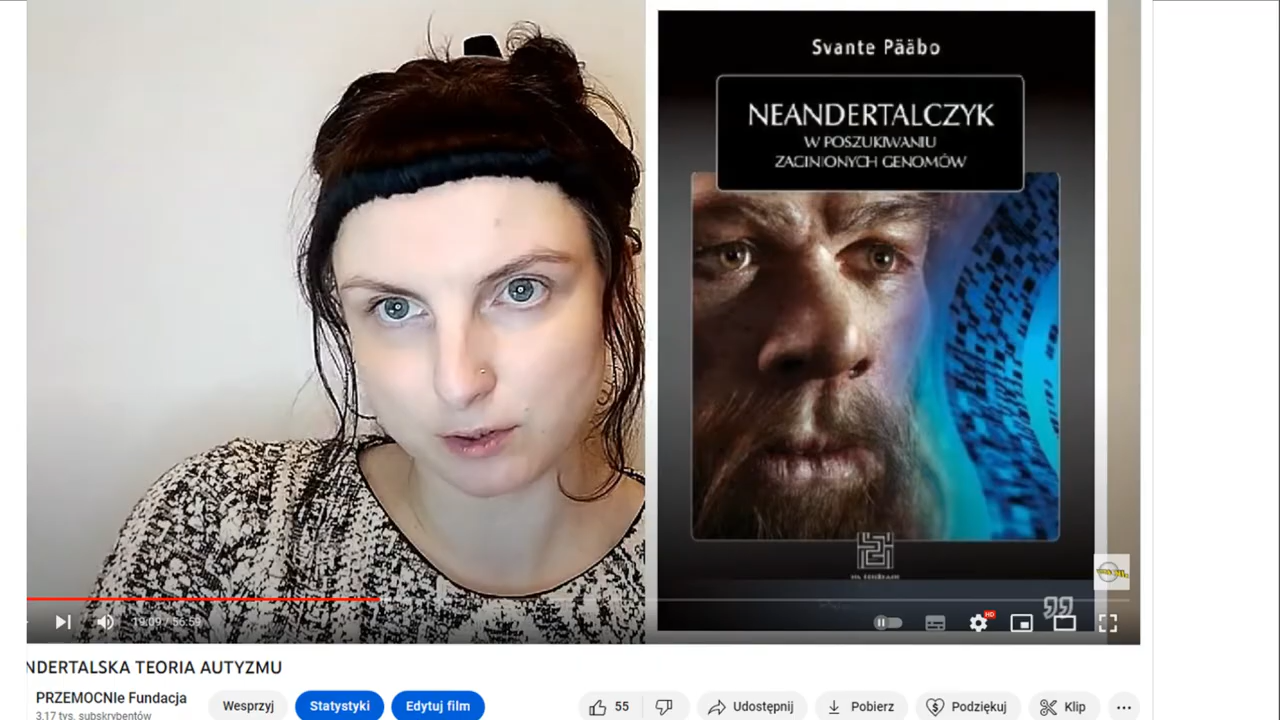 Svante Pääbo
NEANDERTALCZYK
W POSZUKIWANIU
ZAGINIONYCH GENOMÓW
19:09 / 56:59
HD
NDERTALSKA TEORIA AUTYZMU
PRZEMOCNIe Fundacja
3,17 tys. subskrybentów
Wesprzyj
Statystyki
Edytuj film
55
Udostępnij
Pobierz
Podziękuj
Klip